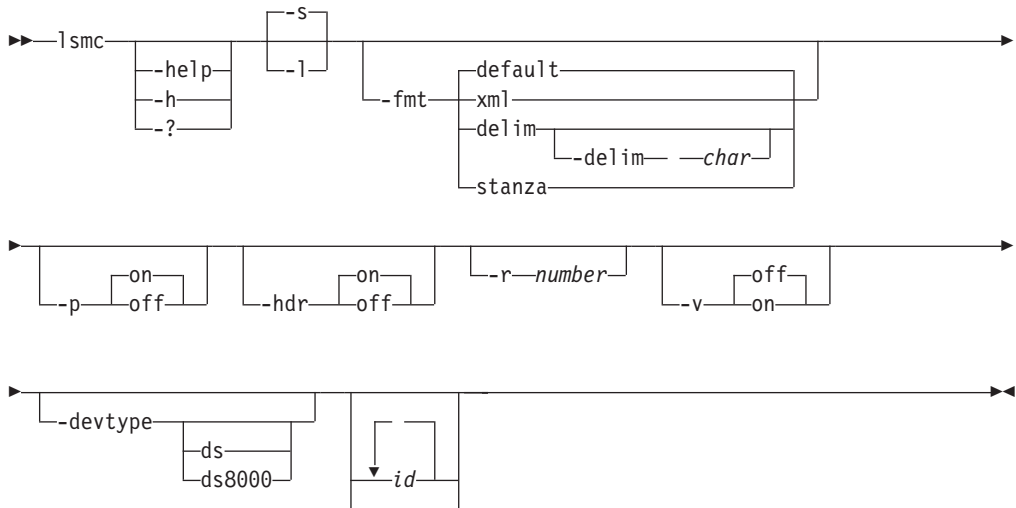 -s
lsmc
-help
-l
-h
-?
default
-fmt
xml
delim
-delim char
stanza
on
on
off
-p
off
-hdr
off
-r number
-v
on
-devtype
ds
ds8000
id